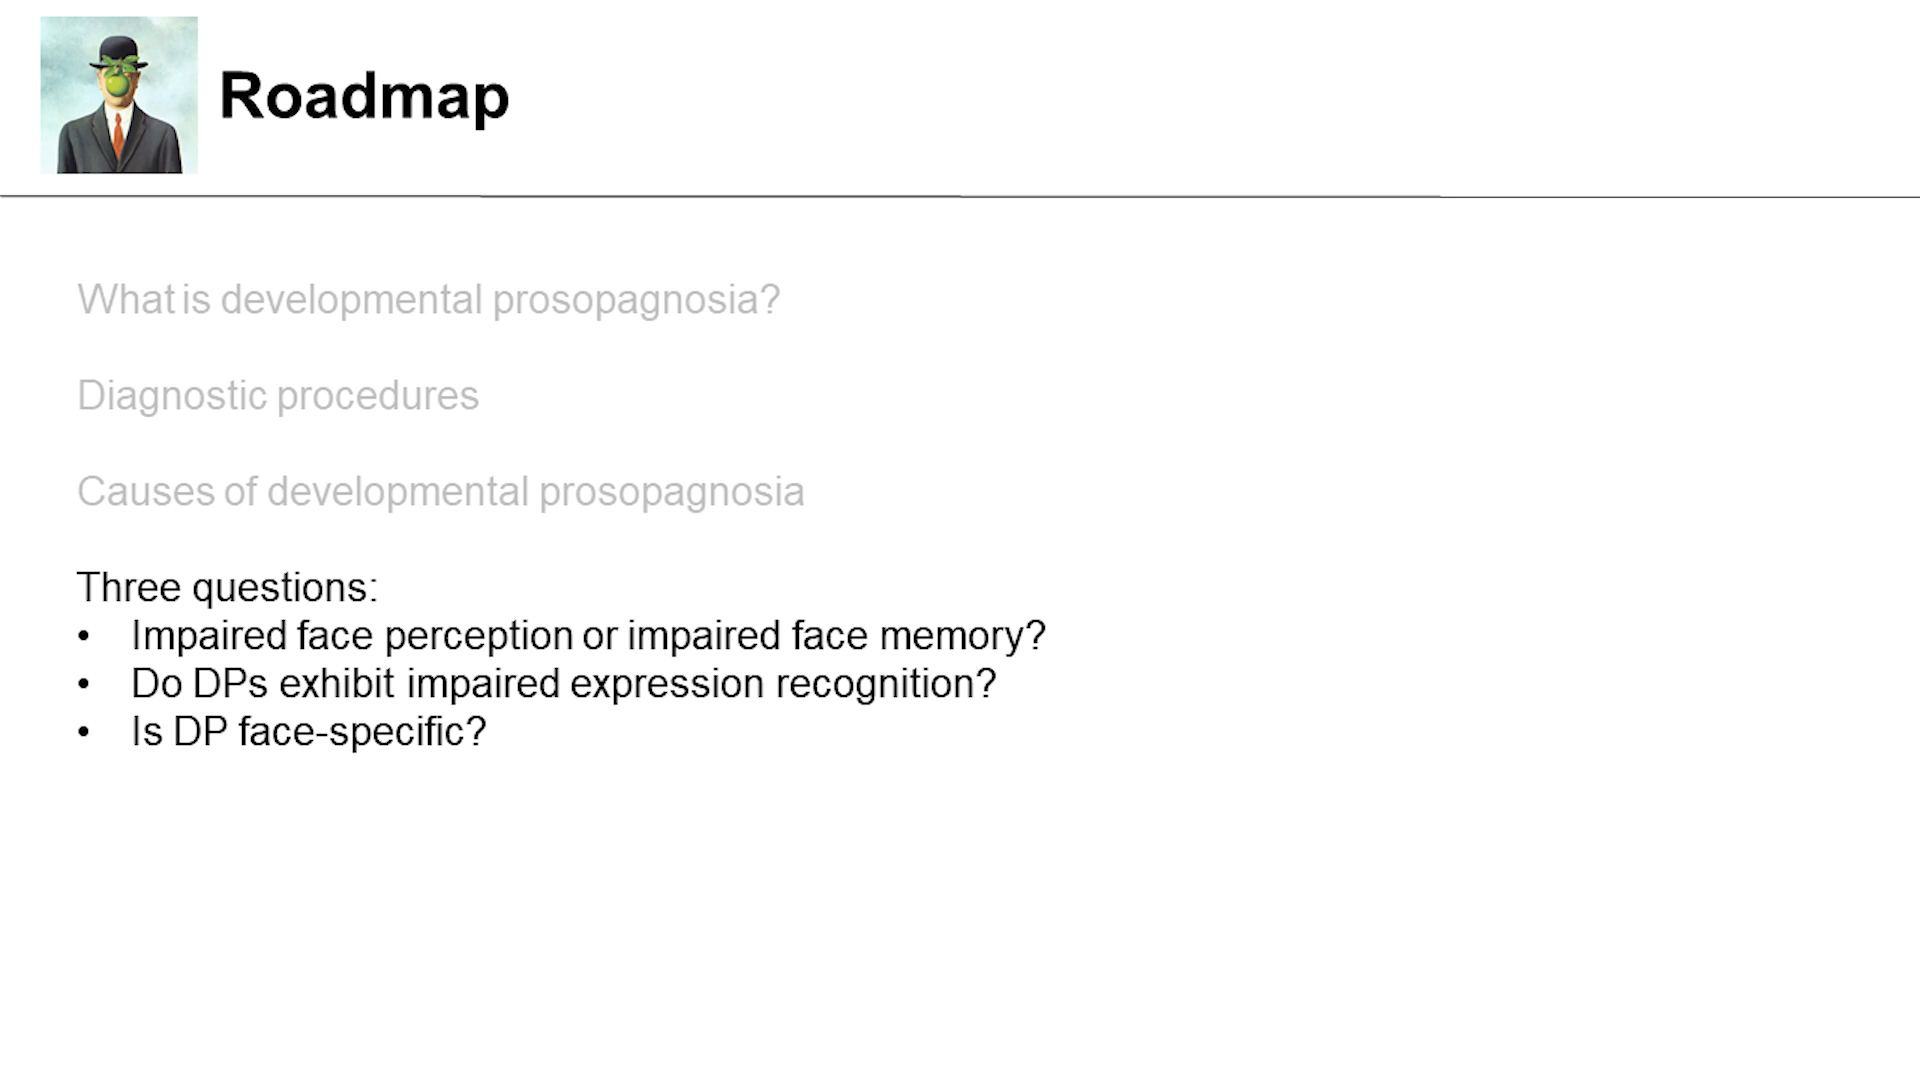 Roadmap
What is developmental prosopagnosia?
Diagnostic procedures
Causes of developmental prosopagnosia
Three questions:
• Impaired face perception or impaired face memory?
• Do DPs exhibit impaired expression recognition?
• Is DP face-specific?